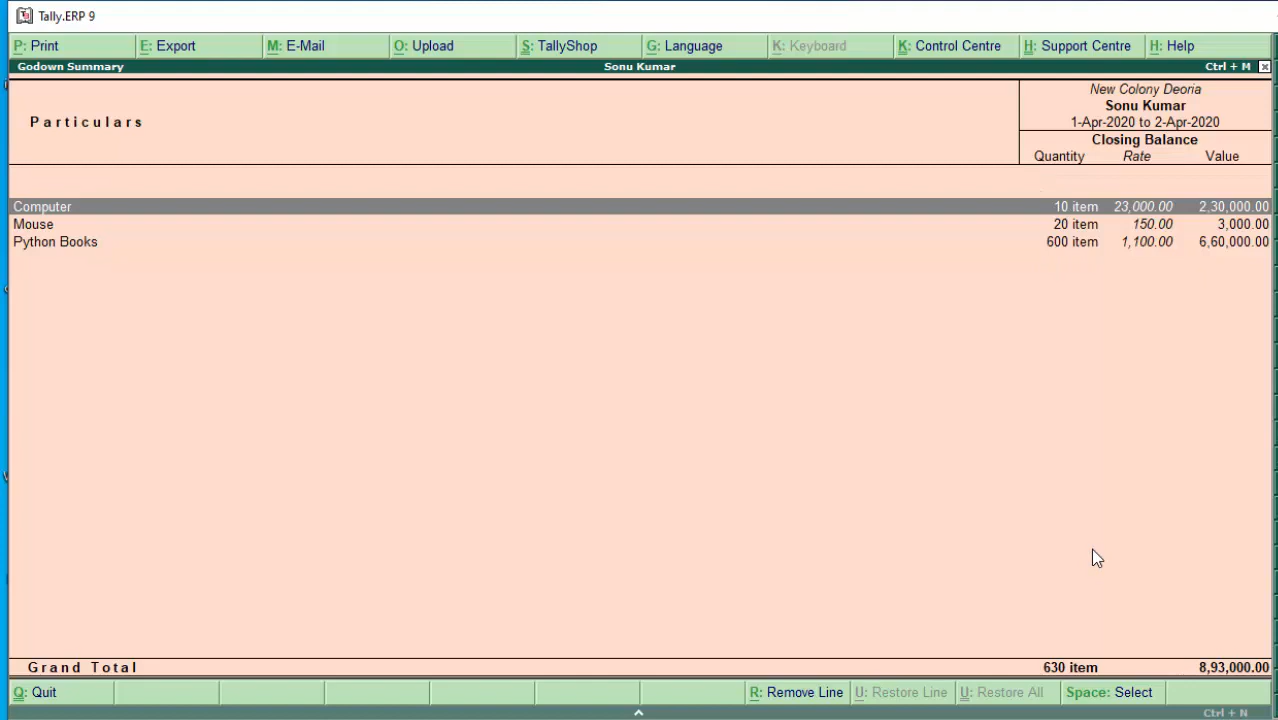 Tally.ERP 9
P: Print E: Export M: E-Mail O: Upload S: TallyShop G: Language K: Keyboard K: Control Centre H: Support Centre H: Help
Godown Summary Sonu Kumar Ctrl + M
New Colony Deoria
Sonu Kumar
Particulars
1-Apr-2020 to 2-Apr-2020
Closing Balance
Quantity Rate Value
Computer 10 item 23,000.00 2,30,000.00
Mouse 20 item 150.00 3,000.00
Python Books 600 item 1,100.00 6,60,000.00
Grand Total 630 item 8,93,000.00
Q: Quit R: Remove Line U: Restore Line U: Restore All Space: Select
Ctrl + N